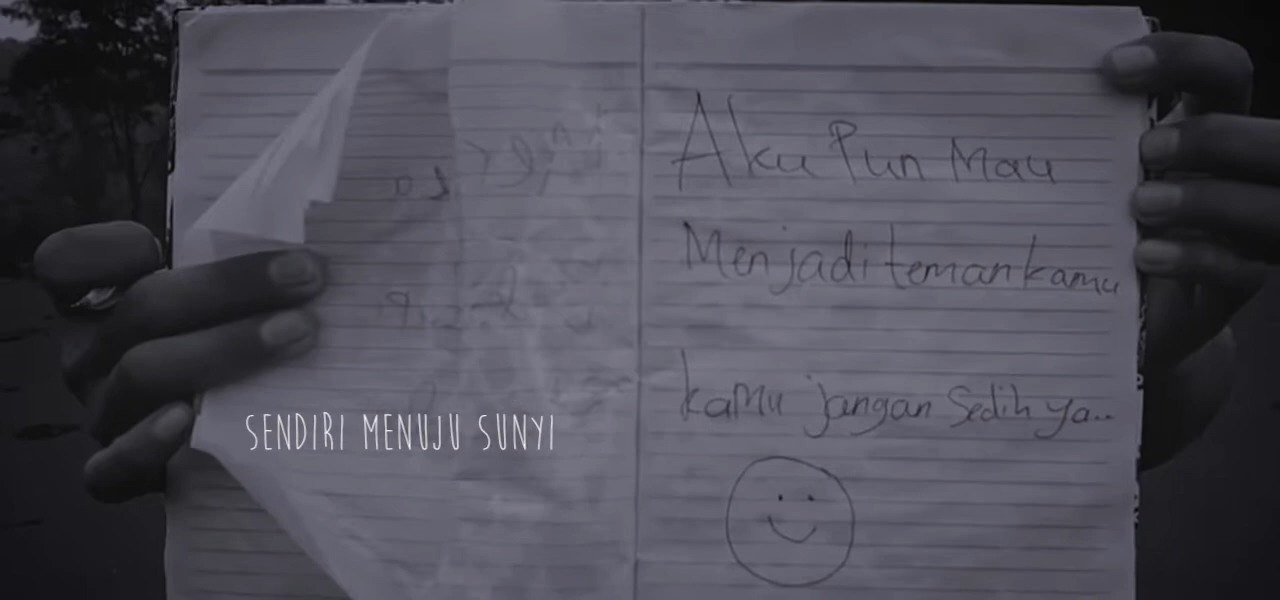 Aku Pun Mau
Menjadi teman kamu
kamu jangan Sedih ya..
SENDIRI MENUJU SUNYI